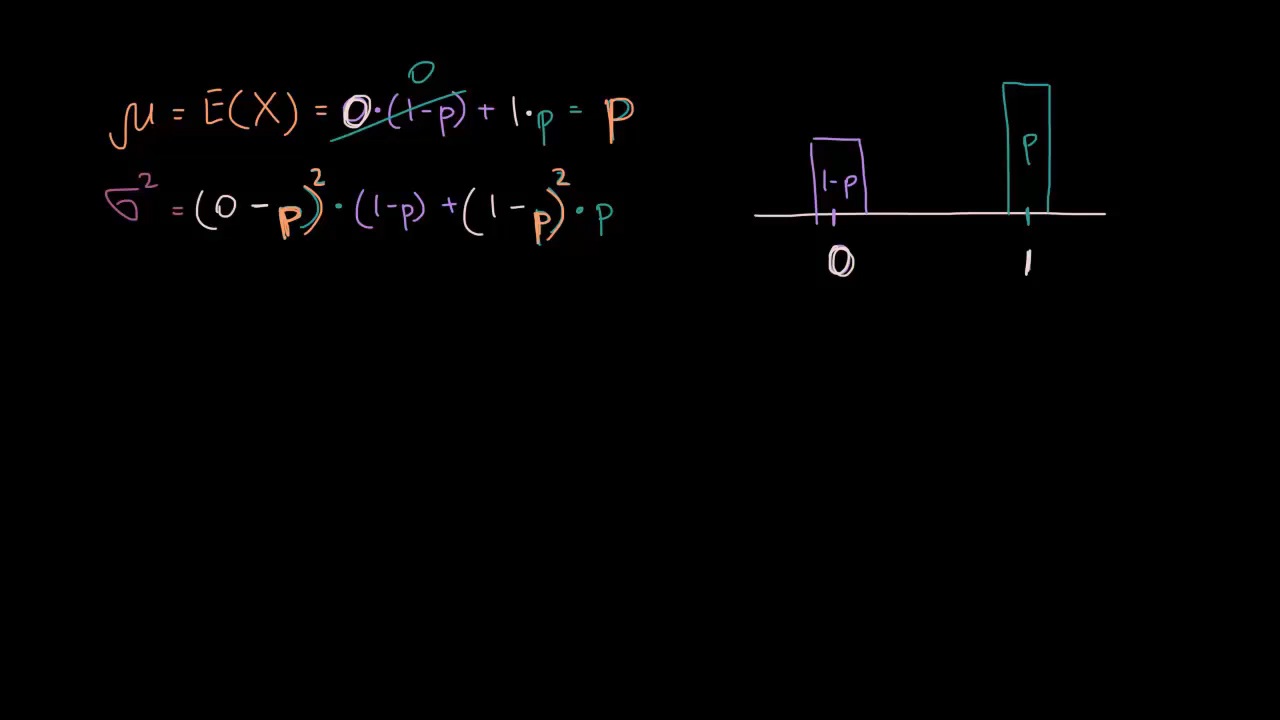 0
μ = E(X) = 0·(1-p) + 1·p = p
σ² = (0 - p)²·(1-p) + (1 - p)²·p
p
1-p
0 1